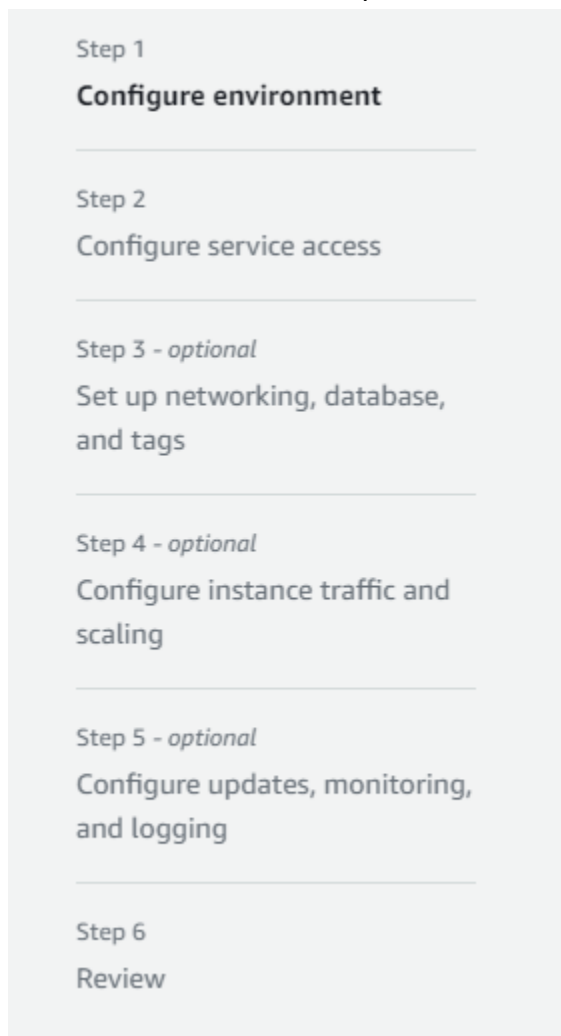 Step 1
Configure environment
Step 2
Configure service access
Step 3 - optional
Set up networking, database,
and tags
Step 4 - optional
Configure instance traffic and
scaling
Step 5 - optional
Configure updates, monitoring,
and logging
Step 6
Review